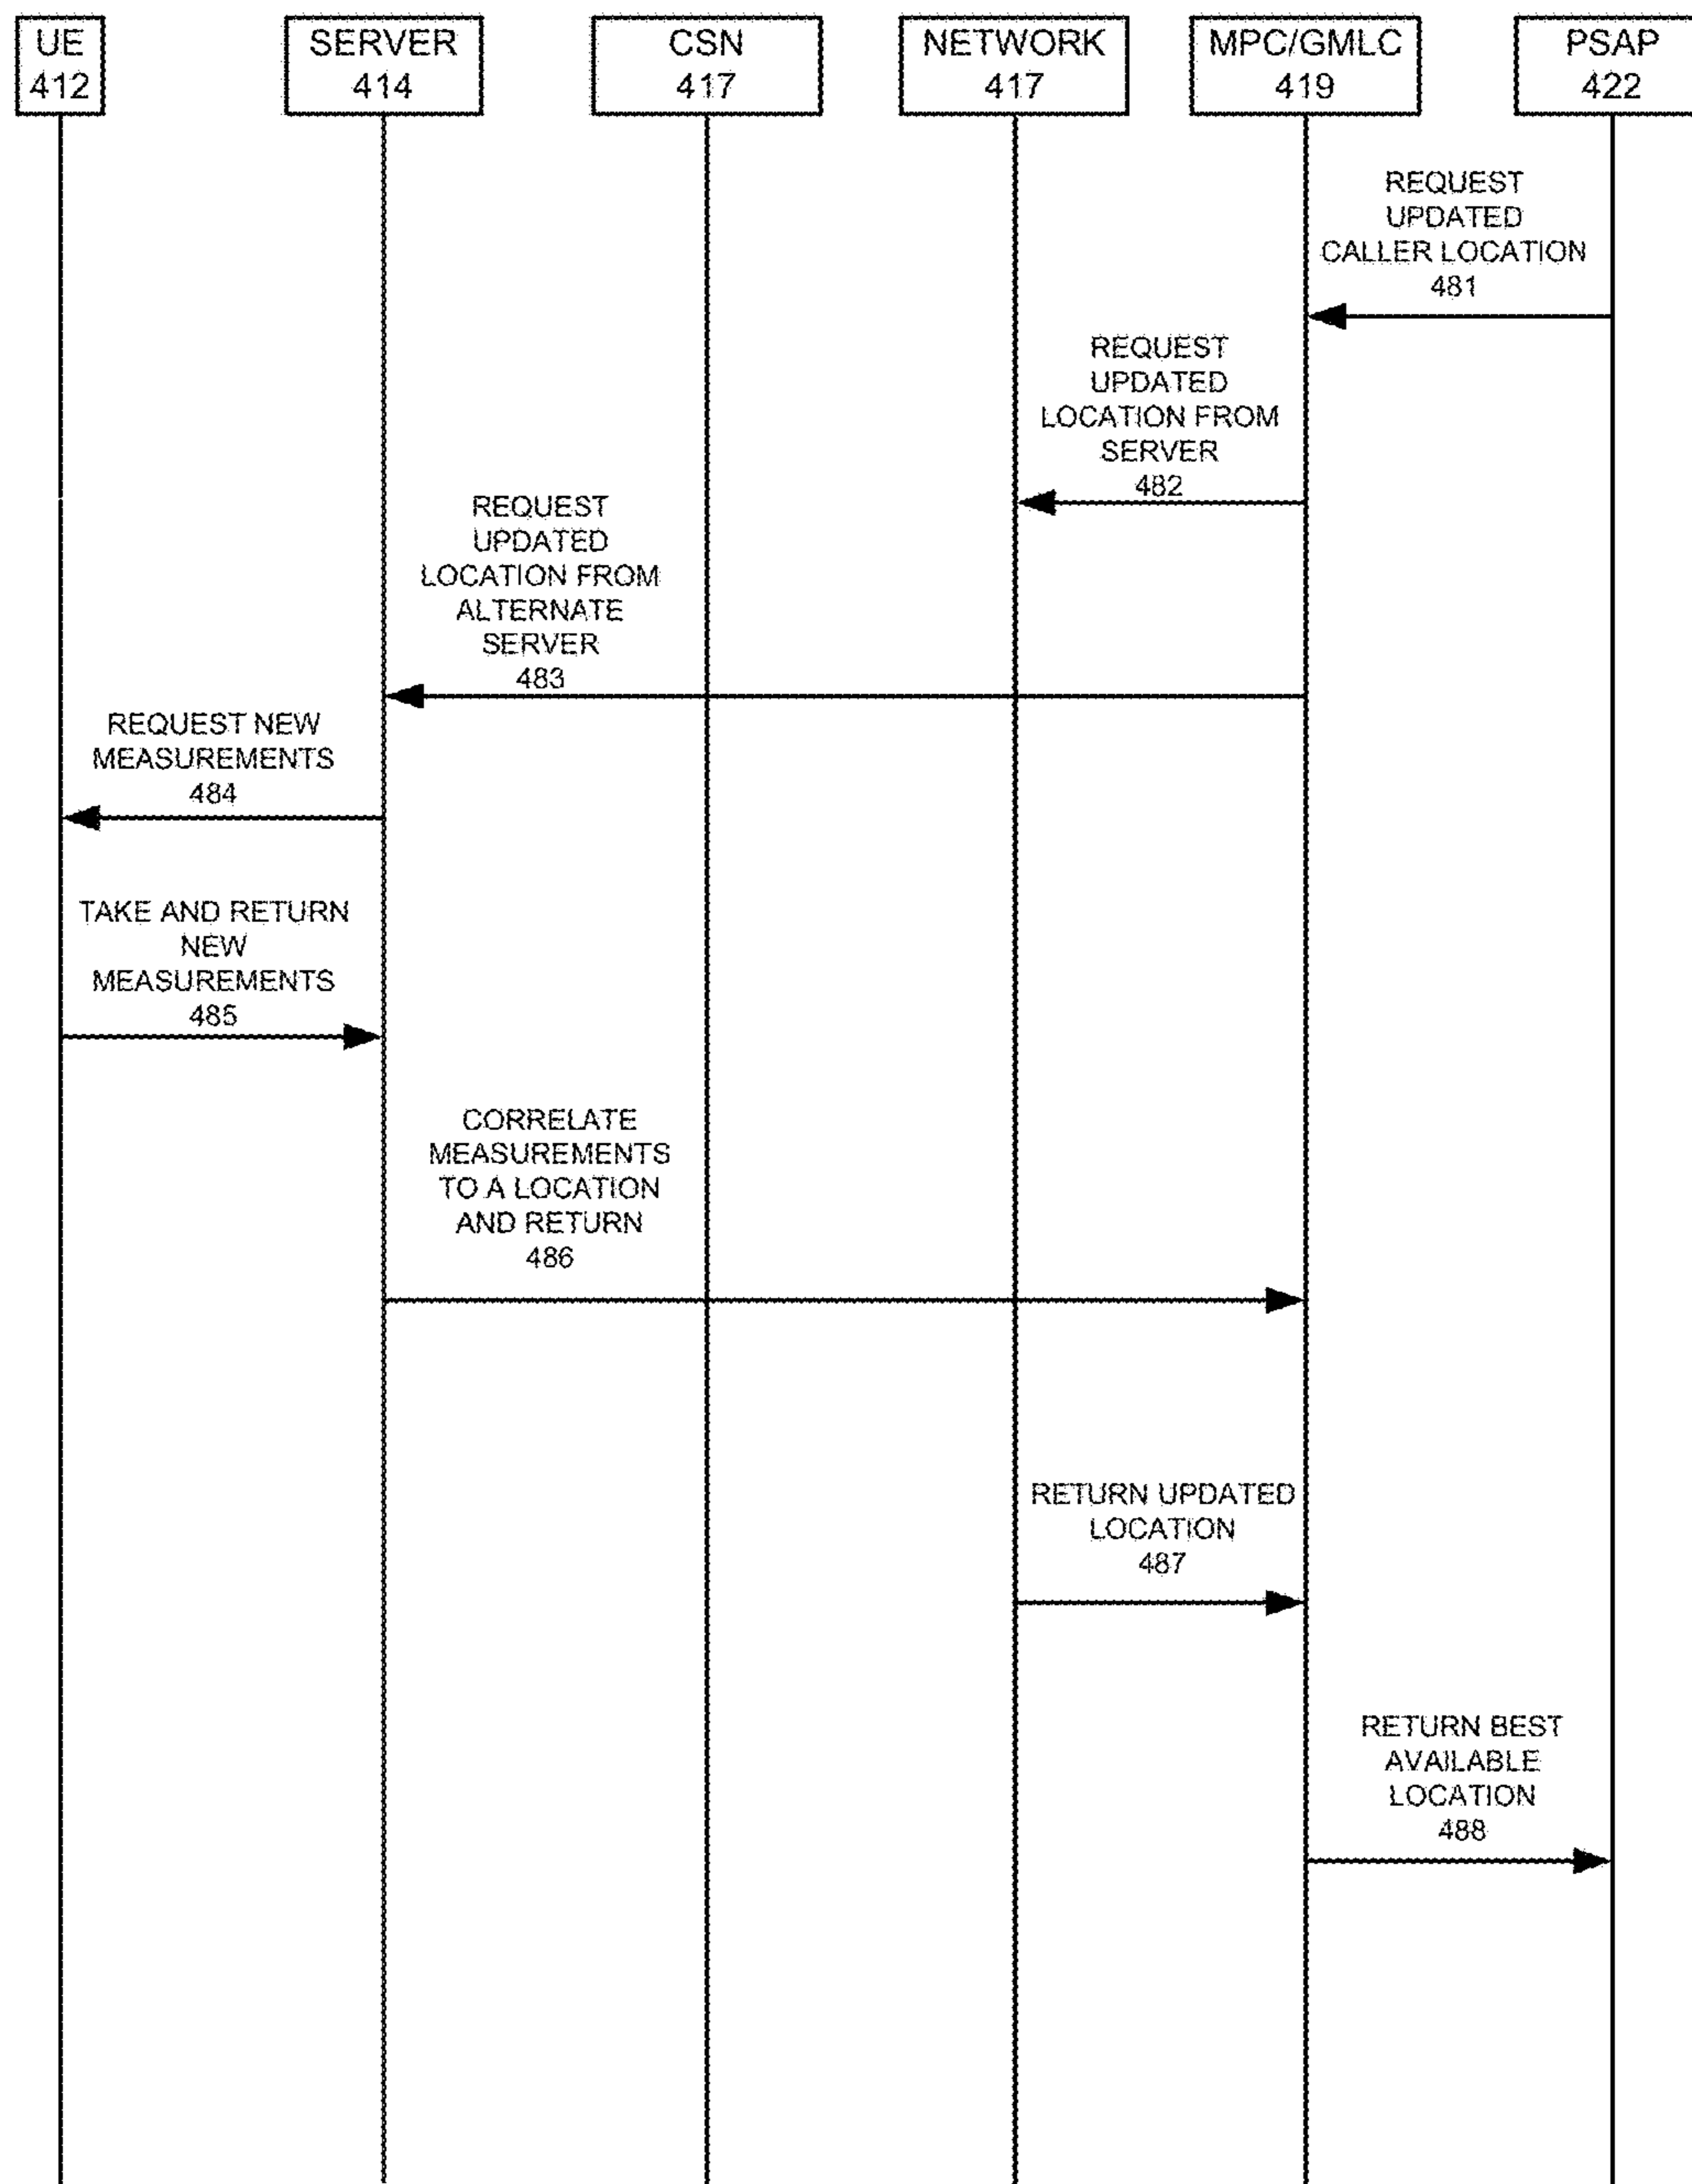 UE
412
SERVER
414
CSN
417
NETWORK
417
MPC/GMLC
419
PSAP
422
REQUEST
UPDATED
CALLER LOCATION
481
REQUEST
UPDATED
LOCATION FROM
SERVER
482
REQUEST
UPDATED
LOCATION FROM
ALTERNATE
SERVER
483
REQUEST NEW
MEASUREMENTS
484
TAKE AND RETURN
NEW
MEASUREMENTS
485
CORRELATE
MEASUREMENTS
TO A LOCATION
AND RETURN
486
RETURN UPDATED
LOCATION
487
RETURN BEST
AVAILABLE
LOCATION
488